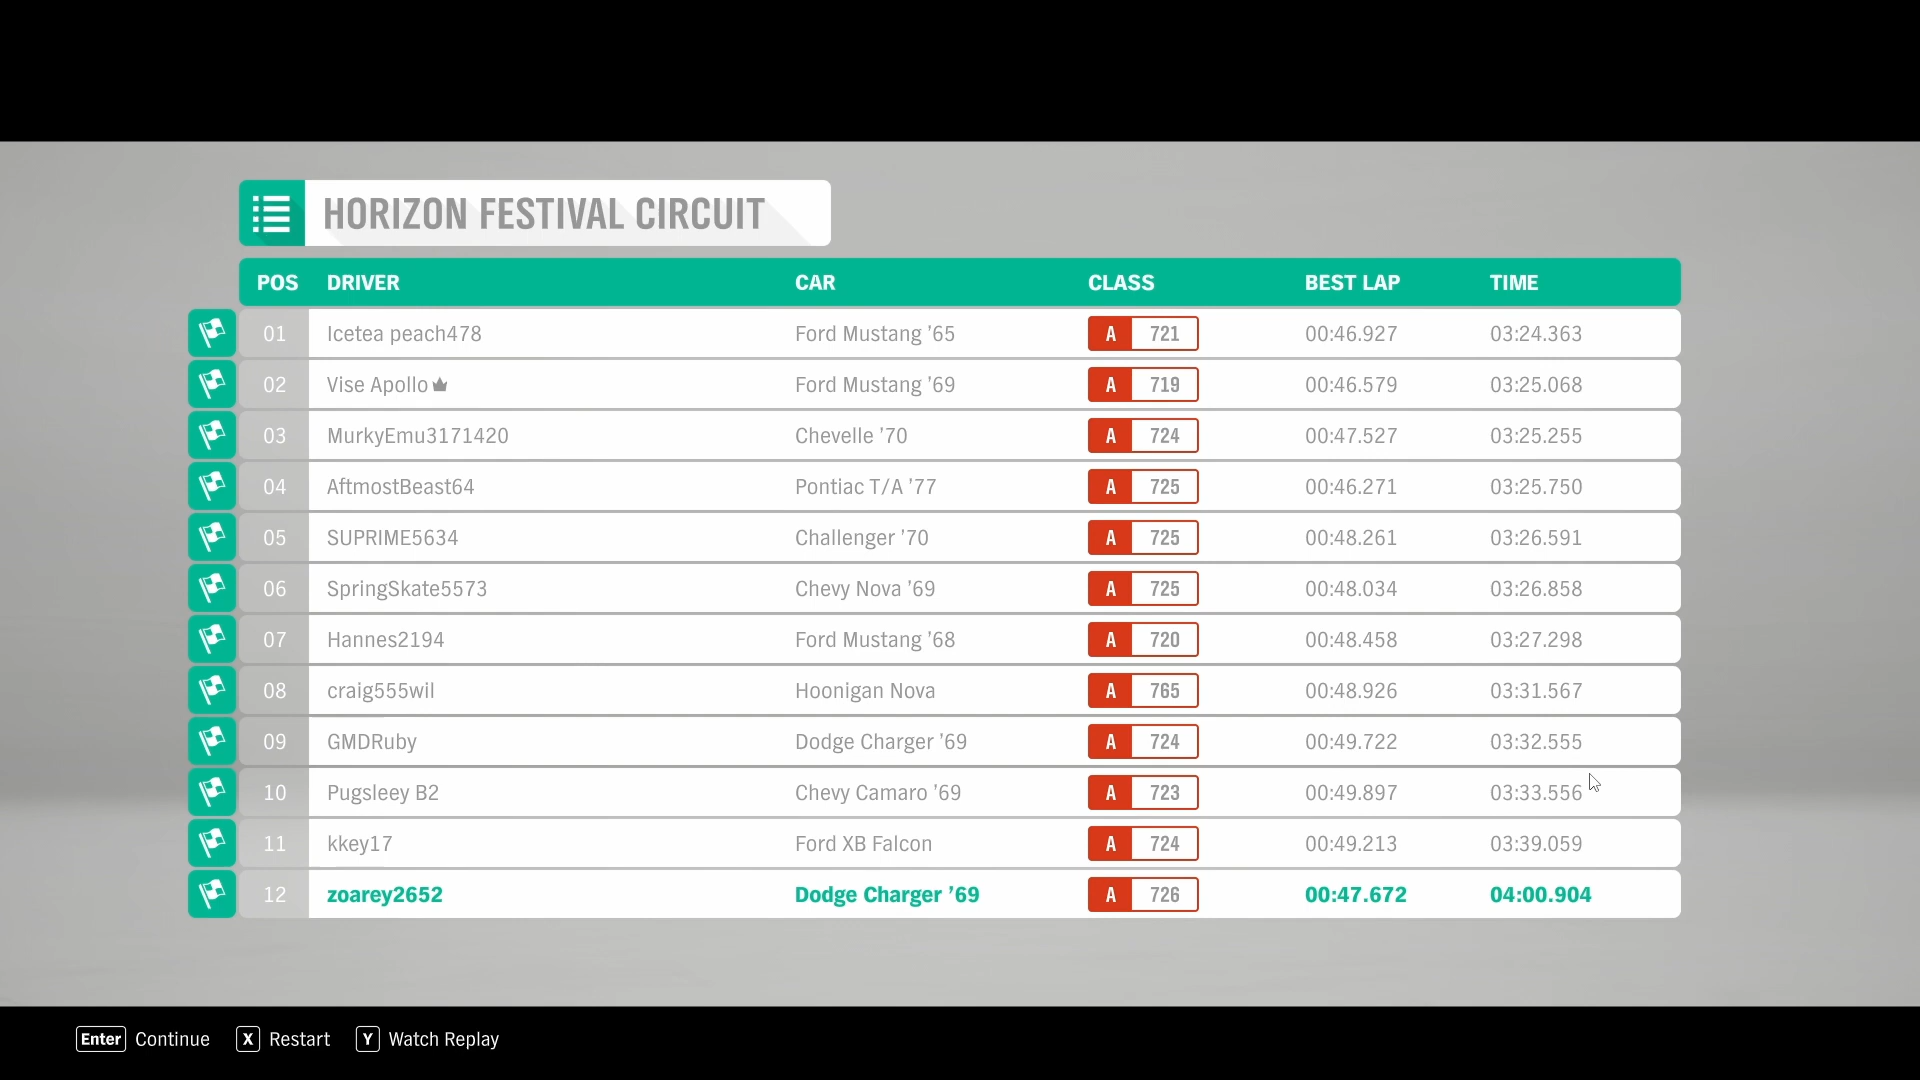 HORIZON FESTIVAL CIRCUIT
POS DRIVER CAR CLASS BEST LAP TIME
01 Icetea peach478 Ford Mustang ’65 A 721 00:46.927 03:24.363
02 Vise Apollo Ford Mustang ’69 A 719 00:46.579 03:25.068
03 MurkyEmu3171420 Chevelle ’70 A 724 00:47.527 03:25.255
04 AftmostBeast64 Pontiac T/A ’77 A 725 00:46.271 03:25.750
05 SUPRIME5634 Challenger ’70 A 725 00:48.261 03:26.591
06 SpringSkate5573 Chevy Nova ’69 A 725 00:48.034 03:26.858
07 Hannes2194 Ford Mustang ’68 A 720 00:48.458 03:27.298
08 craig555wil Hoonigan Nova A 765 00:48.926 03:31.567
09 GMDRuby Dodge Charger ’69 A 724 00:49.722 03:32.555
10 Pugsleey B2 Chevy Camaro ’69 A 723 00:49.897 03:33.556
11 kkey17 Ford XB Falcon A 724 00:49.213 03:39.059
12 zoarey2652 Dodge Charger ’69 A 726 00:47.672 04:00.904
Enter Continue X Restart Y Watch Replay